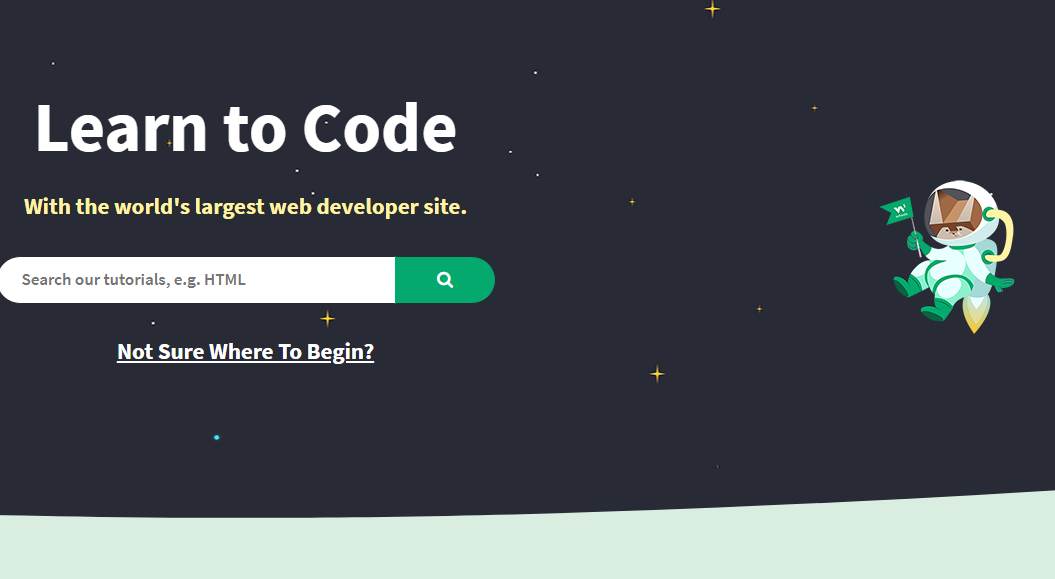 Learn to Code
With the world's largest web developer site.
Search our tutorials, e.g. HTML
Not Sure Where To Begin?